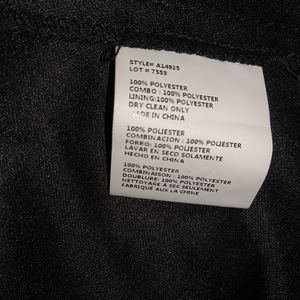 STYLE# A14925
LOT # 7553
100% POLYESTER
COMBO : 100% POLYESTER
LINING:100% POLYESTER
DRY CLEAN ONLY
MADE IN CHINA
100% POLIESTER
COMBINACION : 100% POLIESTER
FORRO: 100% POLIESTER
LAVAR EN SECO SOLAMENTE
HECHO EN CHINA
100% POLYESTER
COMBINAISON : 100% POLYESTER
DOUBLURE: 100% POLYESTER
NETTOYAGE A SEC SEULEMENT
FABRIQUÉ AUX LA CHINE